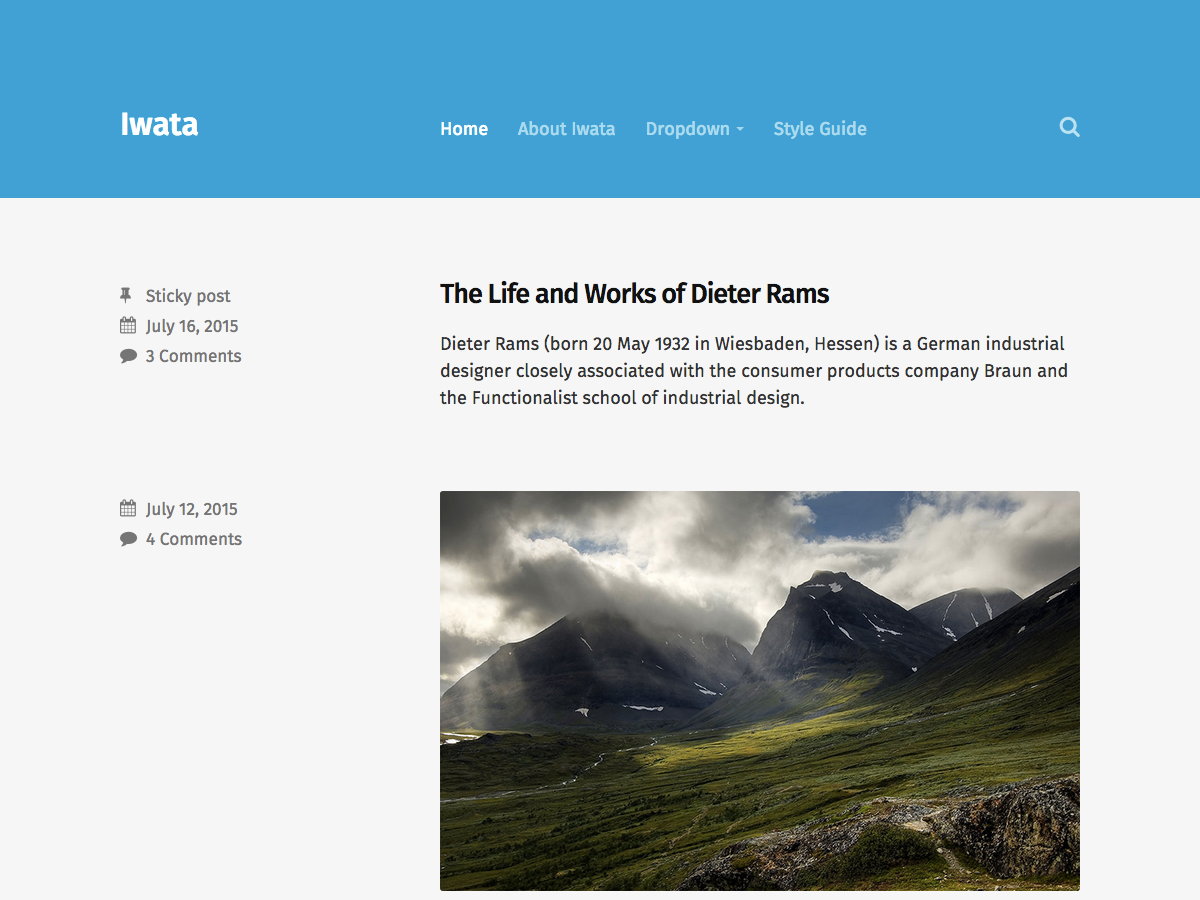 Iwata
Home About Iwata Dropdown Style Guide
Sticky post
July 16, 2015
3 Comments
The Life and Works of Dieter Rams
Dieter Rams (born 20 May 1932 in Wiesbaden, Hessen) is a German industrial
designer closely associated with the consumer products company Braun and
the Functionalist school of industrial design.
July 12, 2015
4 Comments